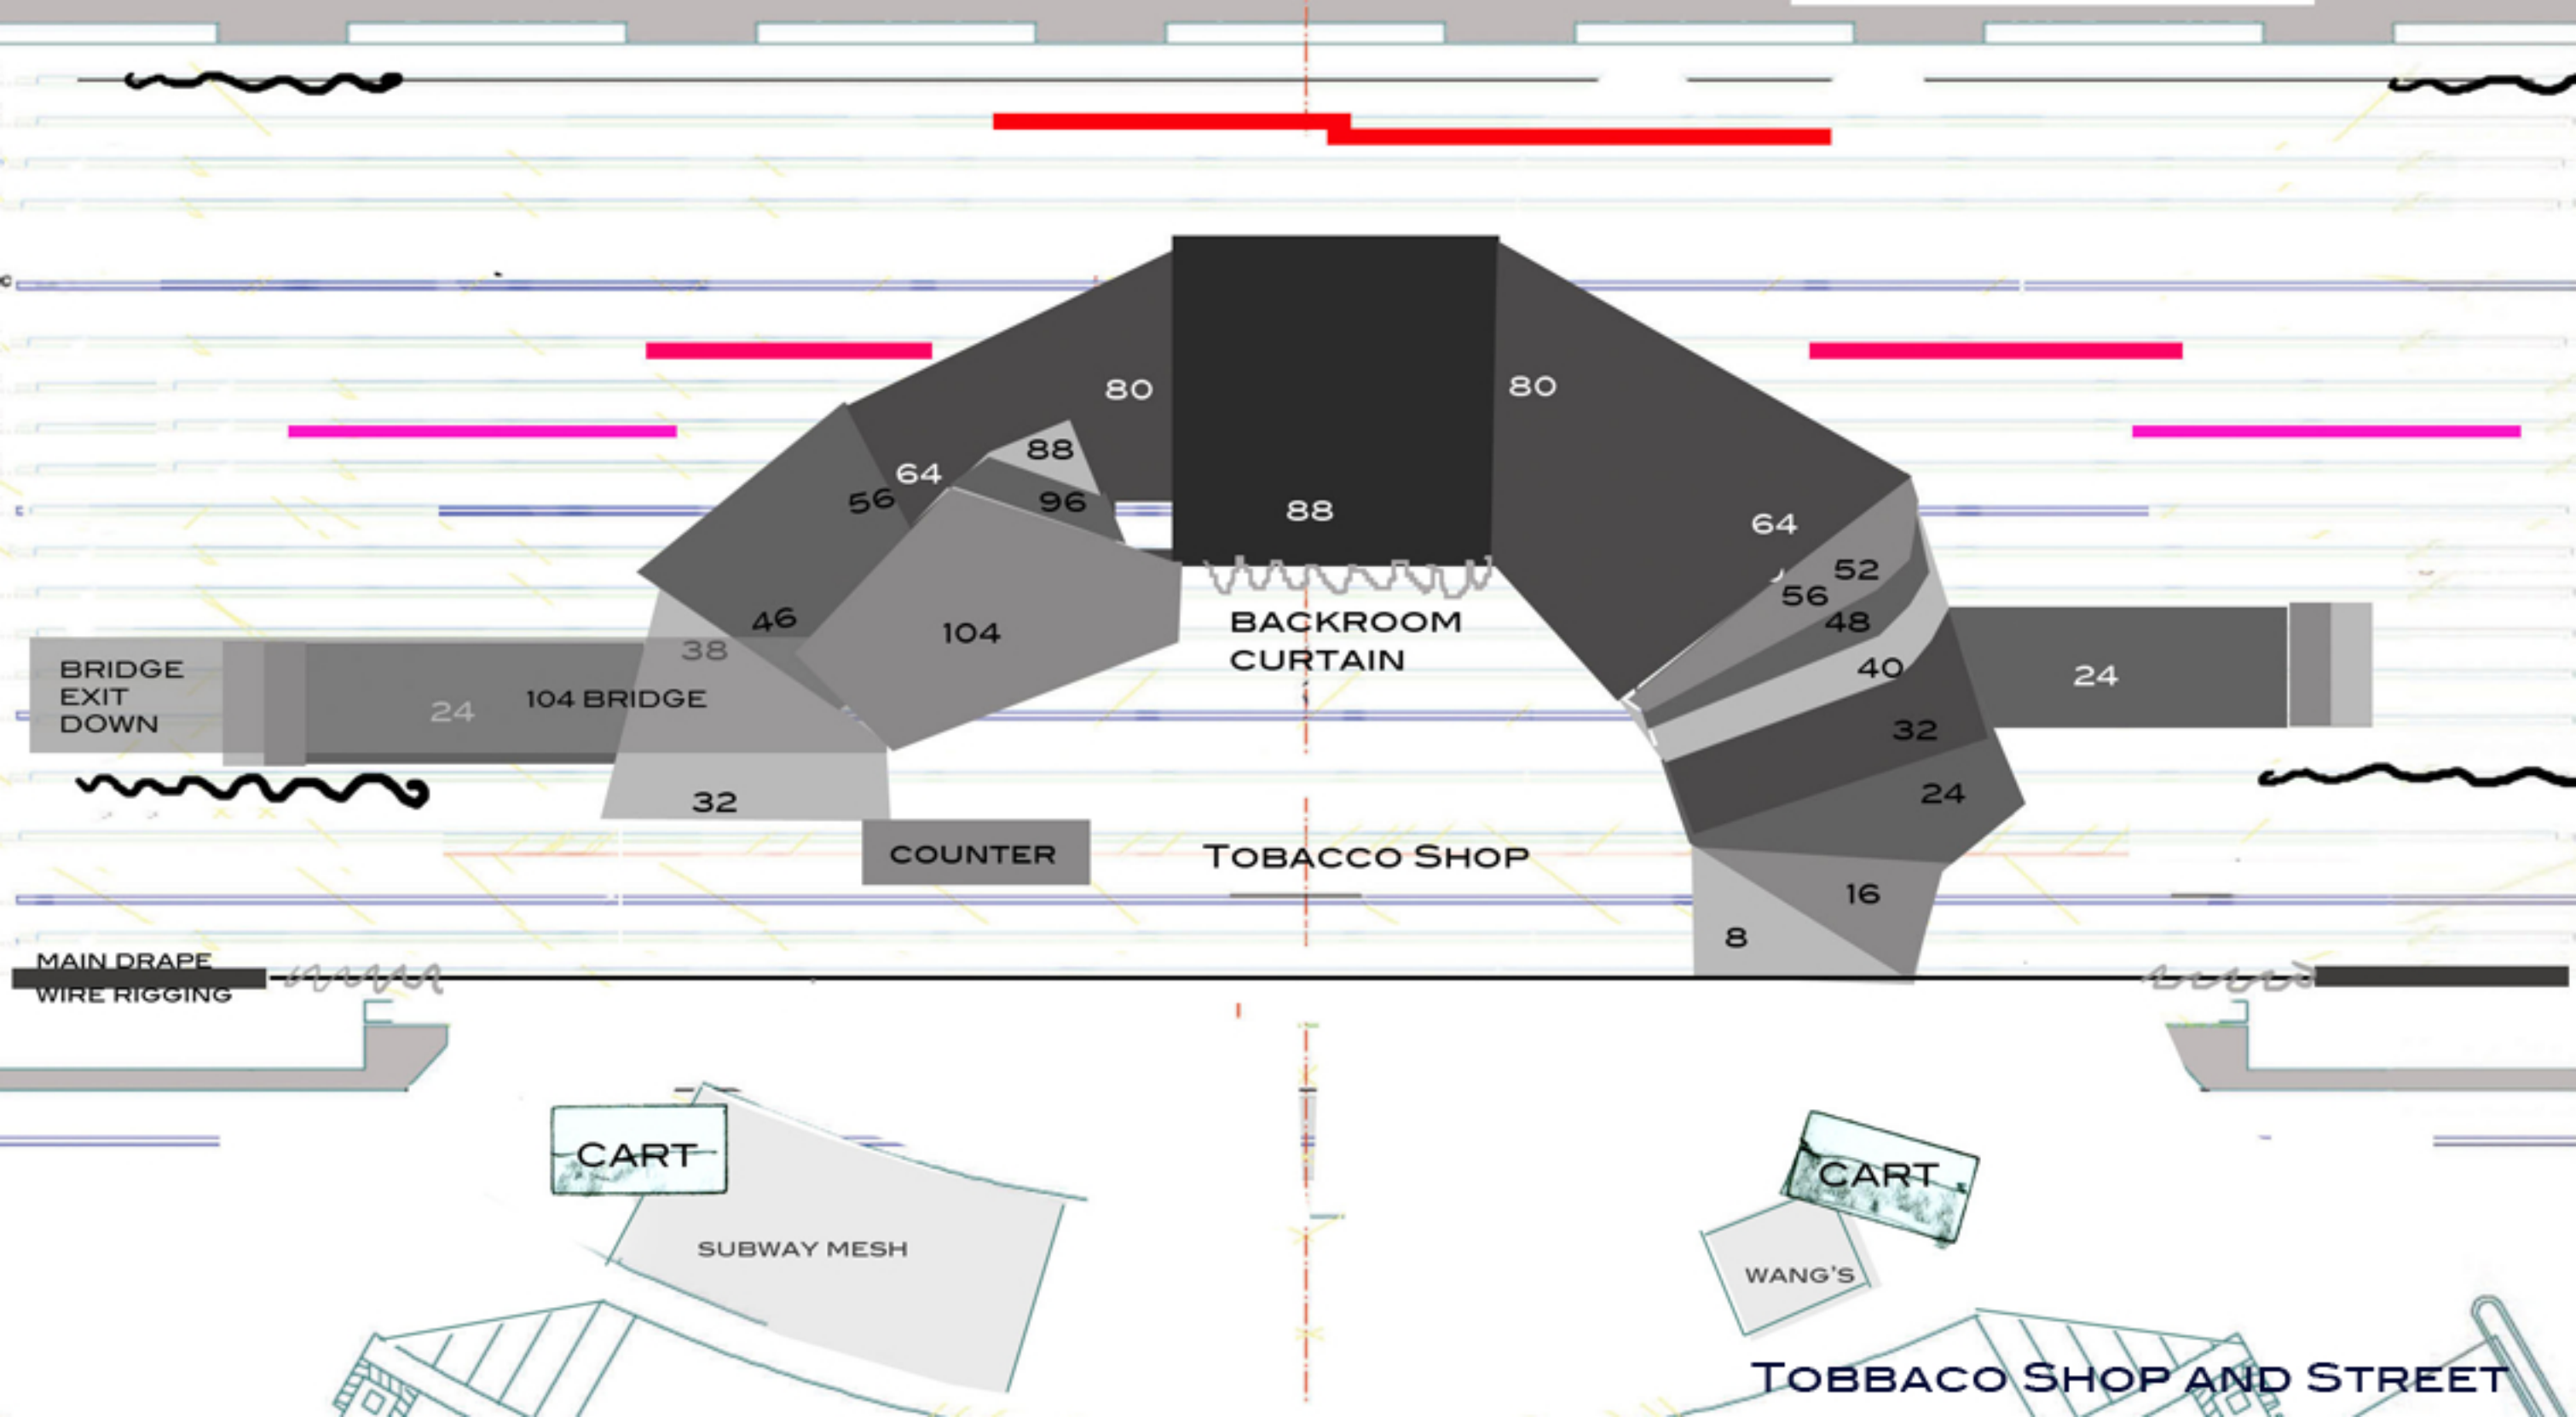 80
80
88
64
56
96
88
64
52
56
48
46
104
38
BACKROOM
CURTAIN
40
24
BRIDGE
EXIT
DOWN
24
104 BRIDGE
32
24
32
COUNTER
TOBACCO SHOP
16
8
MAIN DRAPE
WIRE RIGGING
CART
CART
SUBWAY MESH
WANG'S
TOBBACO SHOP AND STREET